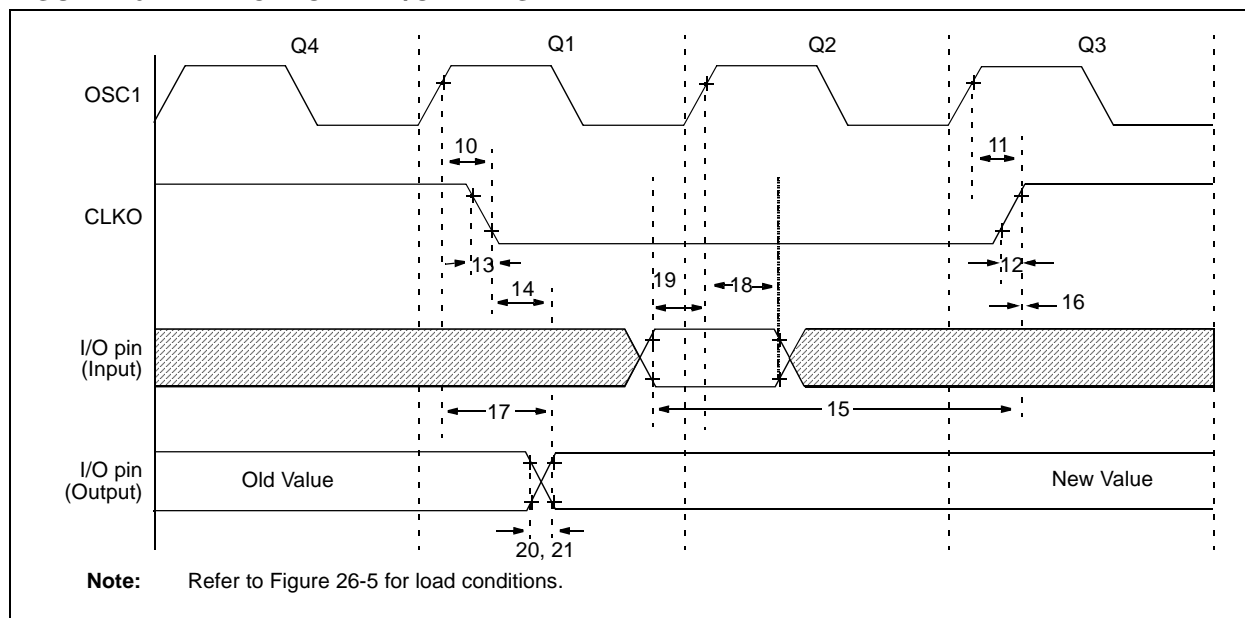 Q4 Q1 Q2 Q3
OSC1
10 11
CLKO
13 12
14 19 18 16
I/O pin
(Input)
17 15
I/O pin
(Output)
Old Value New Value
20, 21
Note: Refer to Figure 26-5 for load conditions.